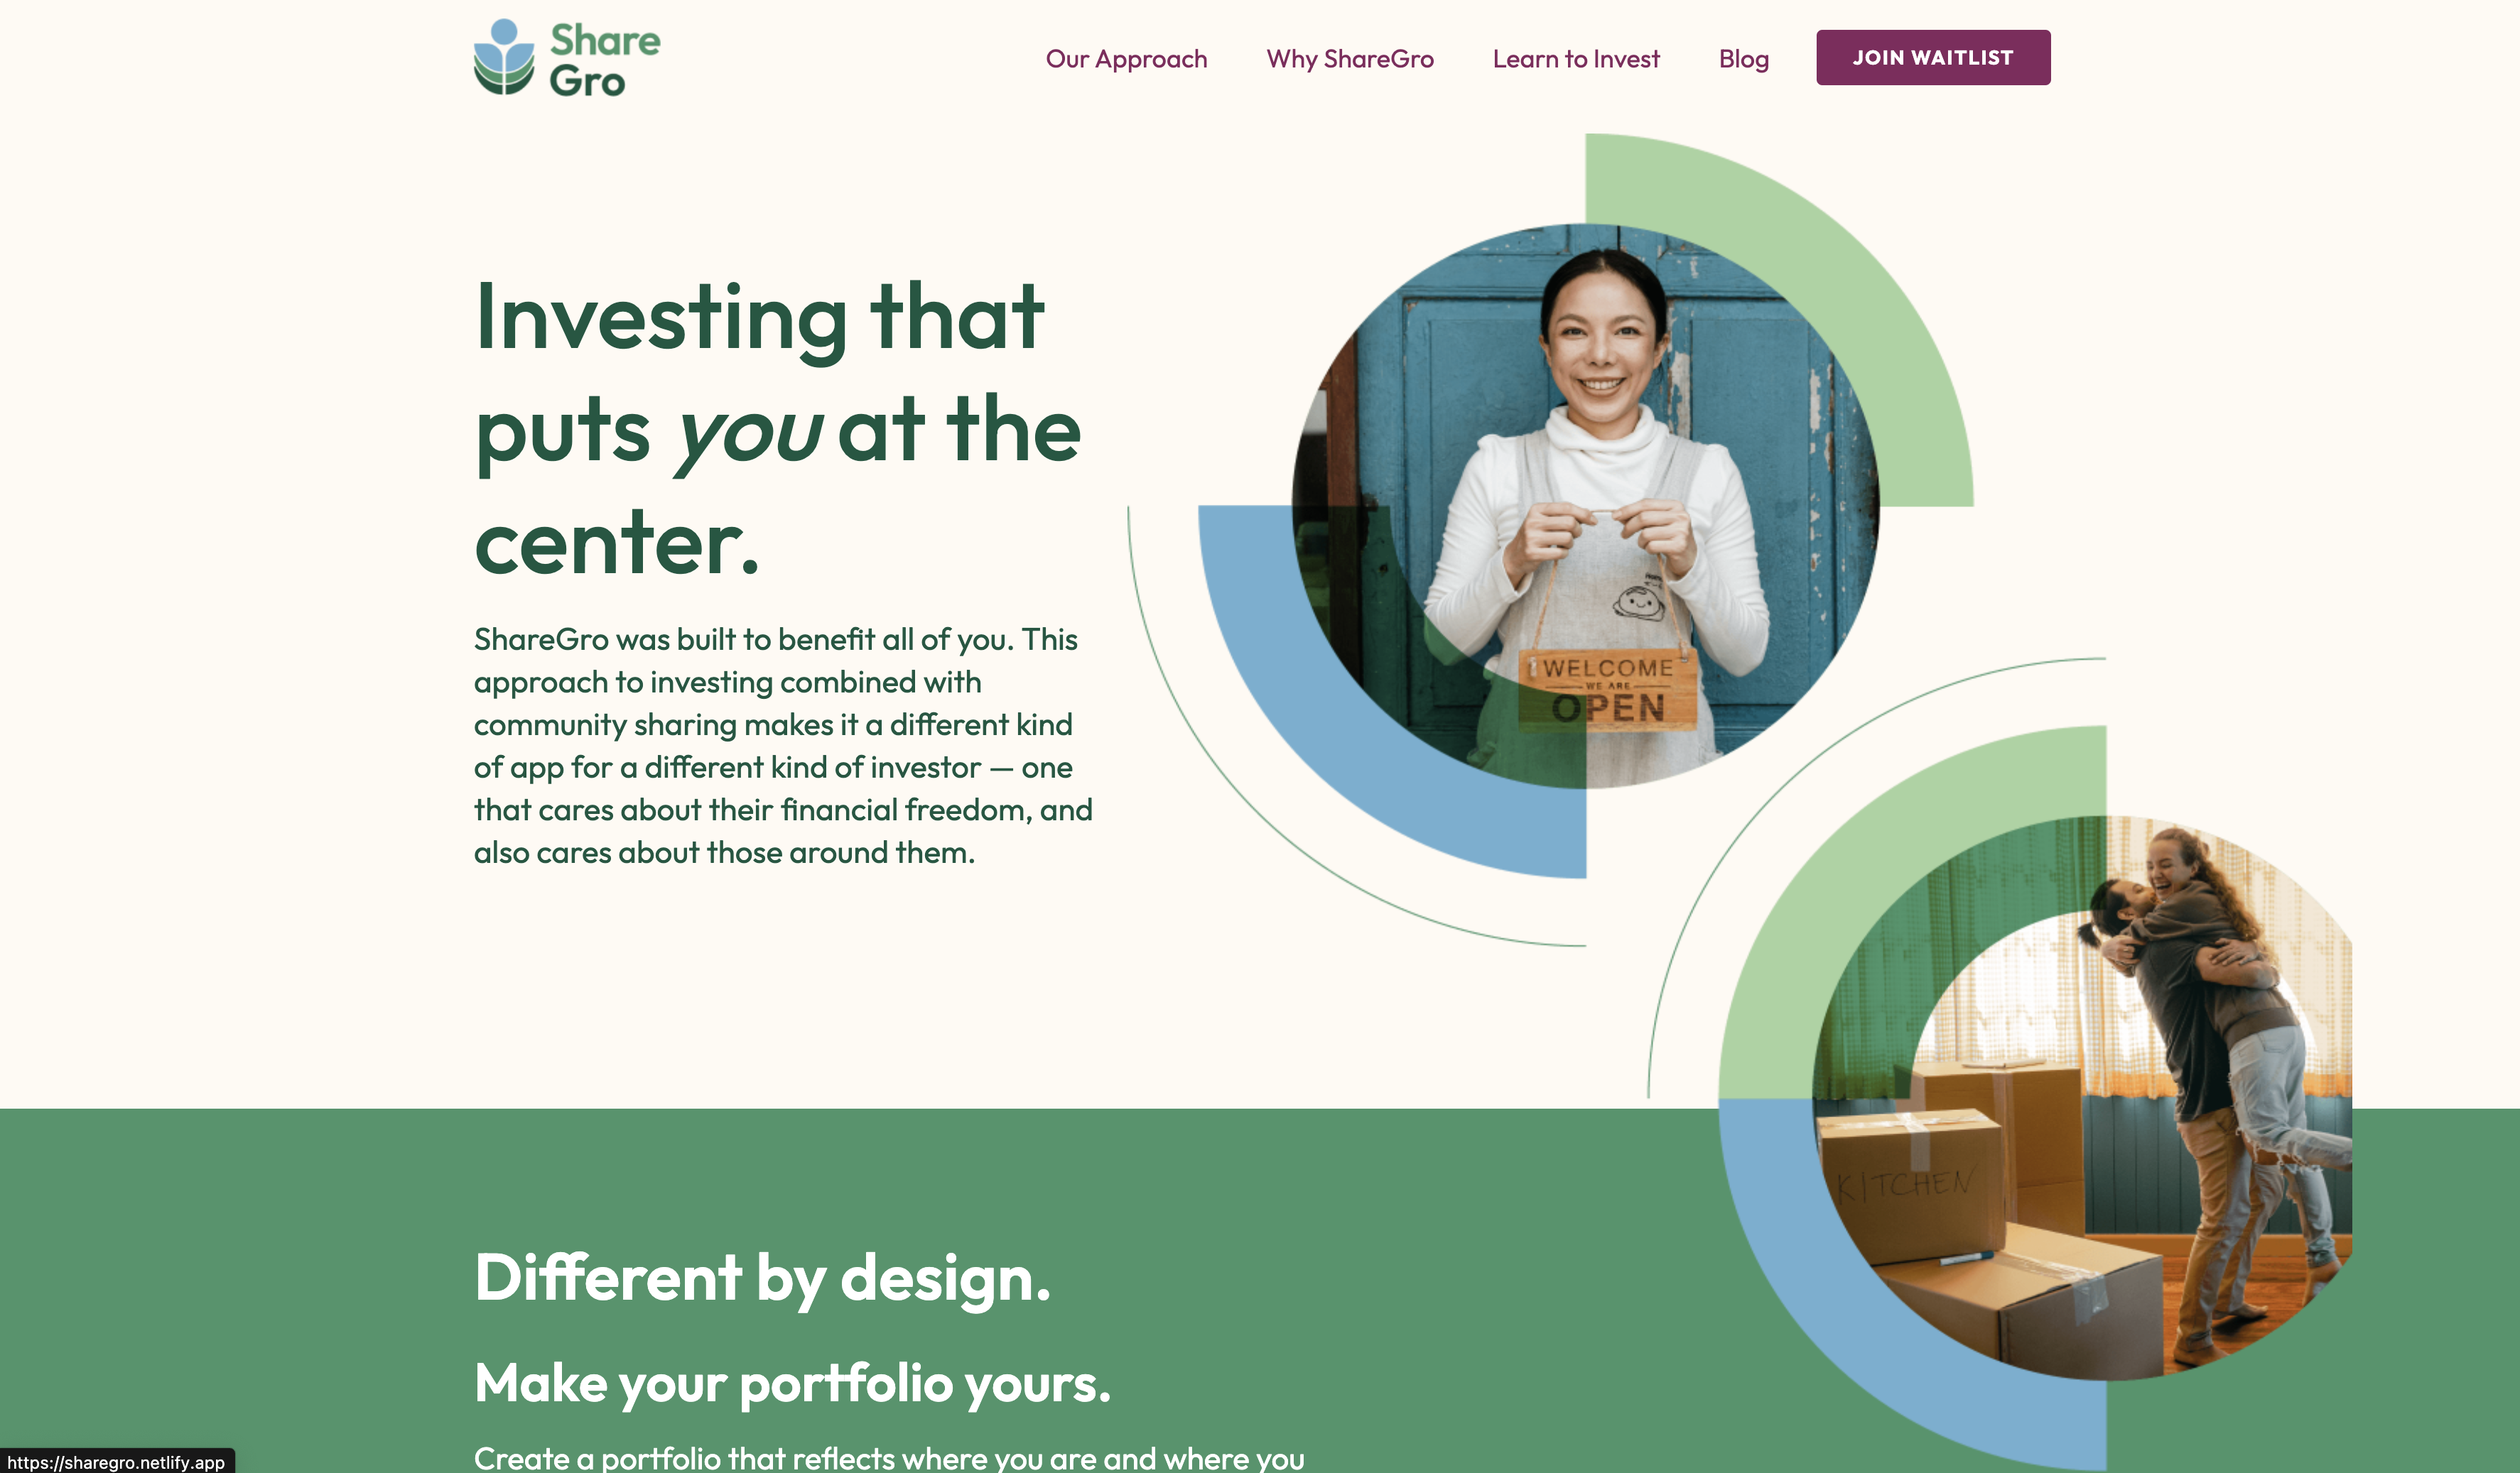 Share
Gro
Our Approach
Why ShareGro
Learn to Invest
Blog
JOIN WAITLIST
Investing that
puts you at the
center.
ShareGro was built to benefit all of you. This
approach to investing combined with
community sharing makes it a different kind
of app for a different kind of investor — one
that cares about their financial freedom, and
also cares about those around them.
WELCOME
WE ARE
OPEN
KITCHEN
Different by design.
Make your portfolio yours.
Create a portfolio that reflects where you are and where you
https://sharegro.netlify.app